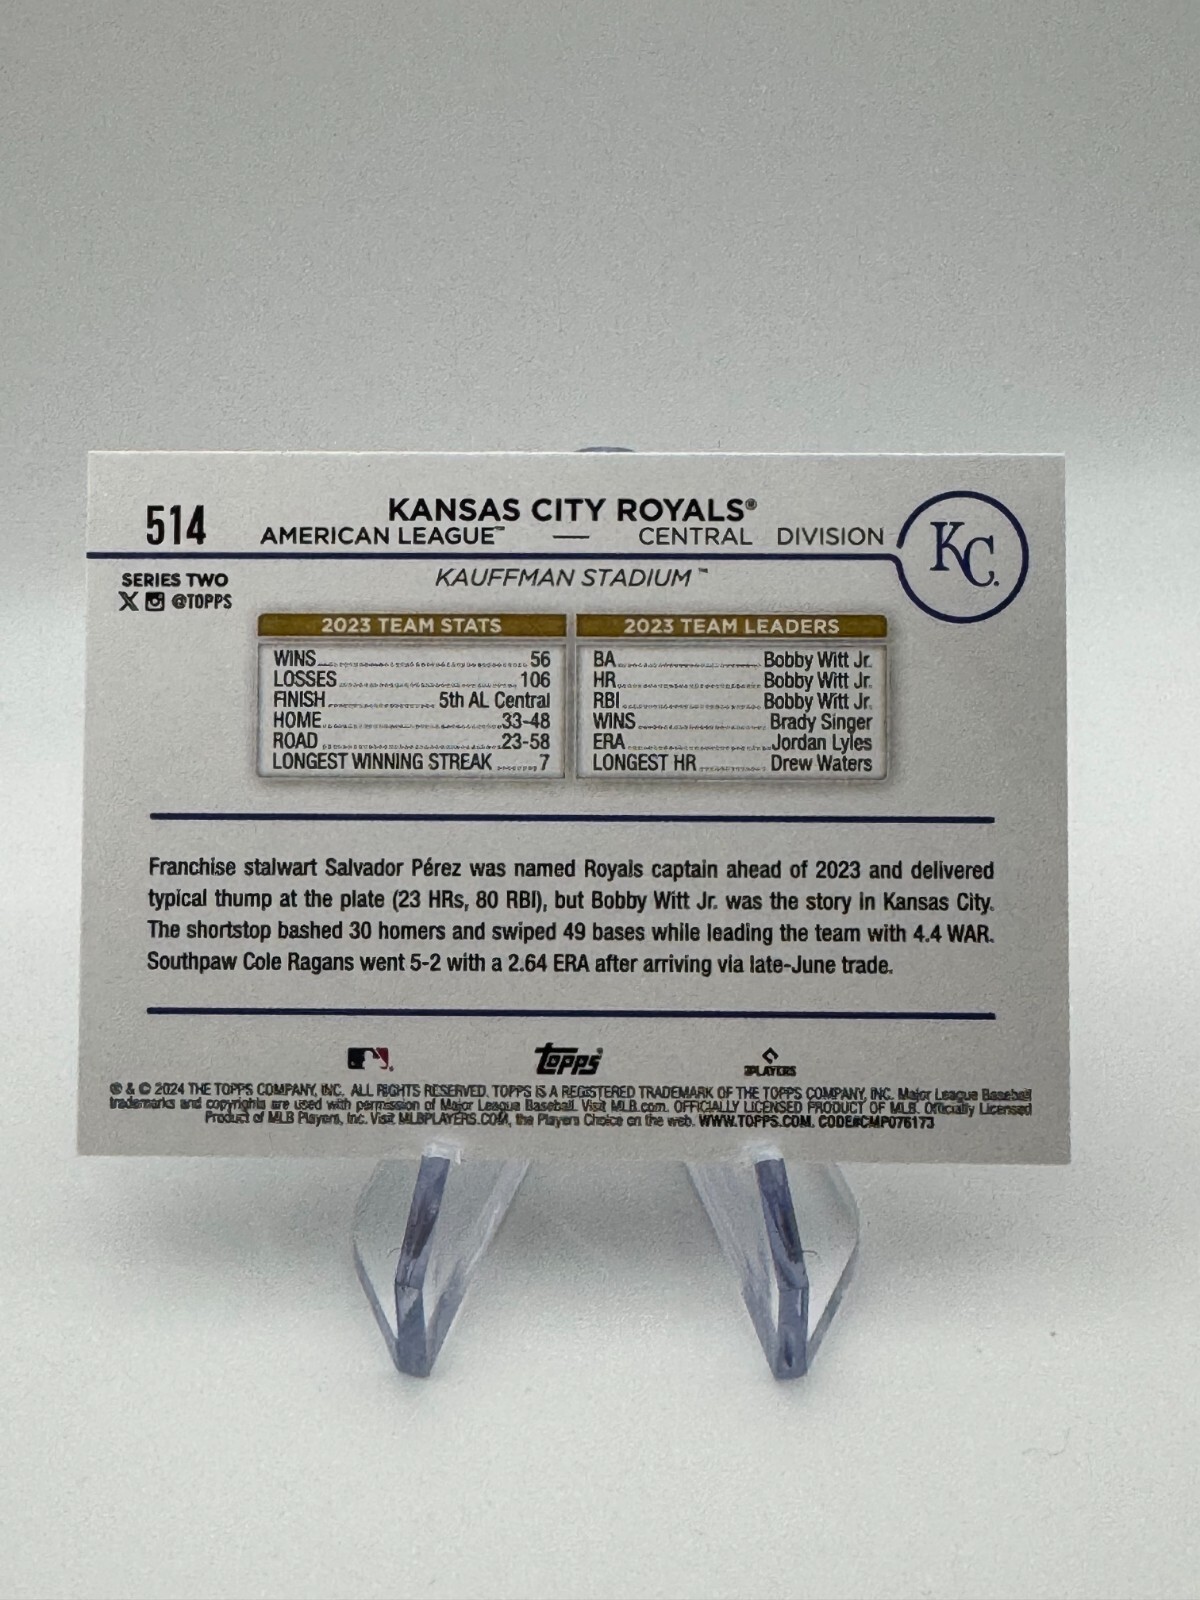 514
KANSAS CITY ROYALS®
AMERICAN LEAGUE™ — CENTRAL DIVISION
KC
SERIES TWO
X @TOPPS
KAUFFMAN STADIUM™
2023 TEAM STATS
WINS 56
LOSSES 106
FINISH 5th AL Central
HOME 33-48
ROAD 23-58
LONGEST WINNING STREAK 7
2023 TEAM LEADERS
BA Bobby Witt Jr.
HR Bobby Witt Jr.
RBI Bobby Witt Jr.
WINS Brady Singer
ERA Jordan Lyles
LONGEST HR Drew Waters
Franchise stalwart Salvador Pérez was named Royals captain ahead of 2023 and delivered
typical thump at the plate (23 HRs, 80 RBI), but Bobby Witt Jr. was the story in Kansas City.
The shortstop bashed 30 homers and swiped 49 bases while leading the team with 4.4 WAR.
Southpaw Cole Ragans went 5-2 with a 2.64 ERA after arriving via late-June trade.
Topps
PLAYERS
® & © 2024 THE TOPPS COMPANY, INC. ALL RIGHTS RESERVED. TOPPS IS A REGISTERED TRADEMARK OF THE TOPPS COMPANY, INC. Major League Baseball
trademarks and copyrights are used with permission of Major League Baseball. Visit MLB.com. OFFICIALLY LICENSED PRODUCT OF MLB. Officially Licensed
Product of MLB Players, Inc. Visit MLBPLAYERS.COM, the Players Choice on the web. WWW.TOPPS.COM. CODE#CMP076173